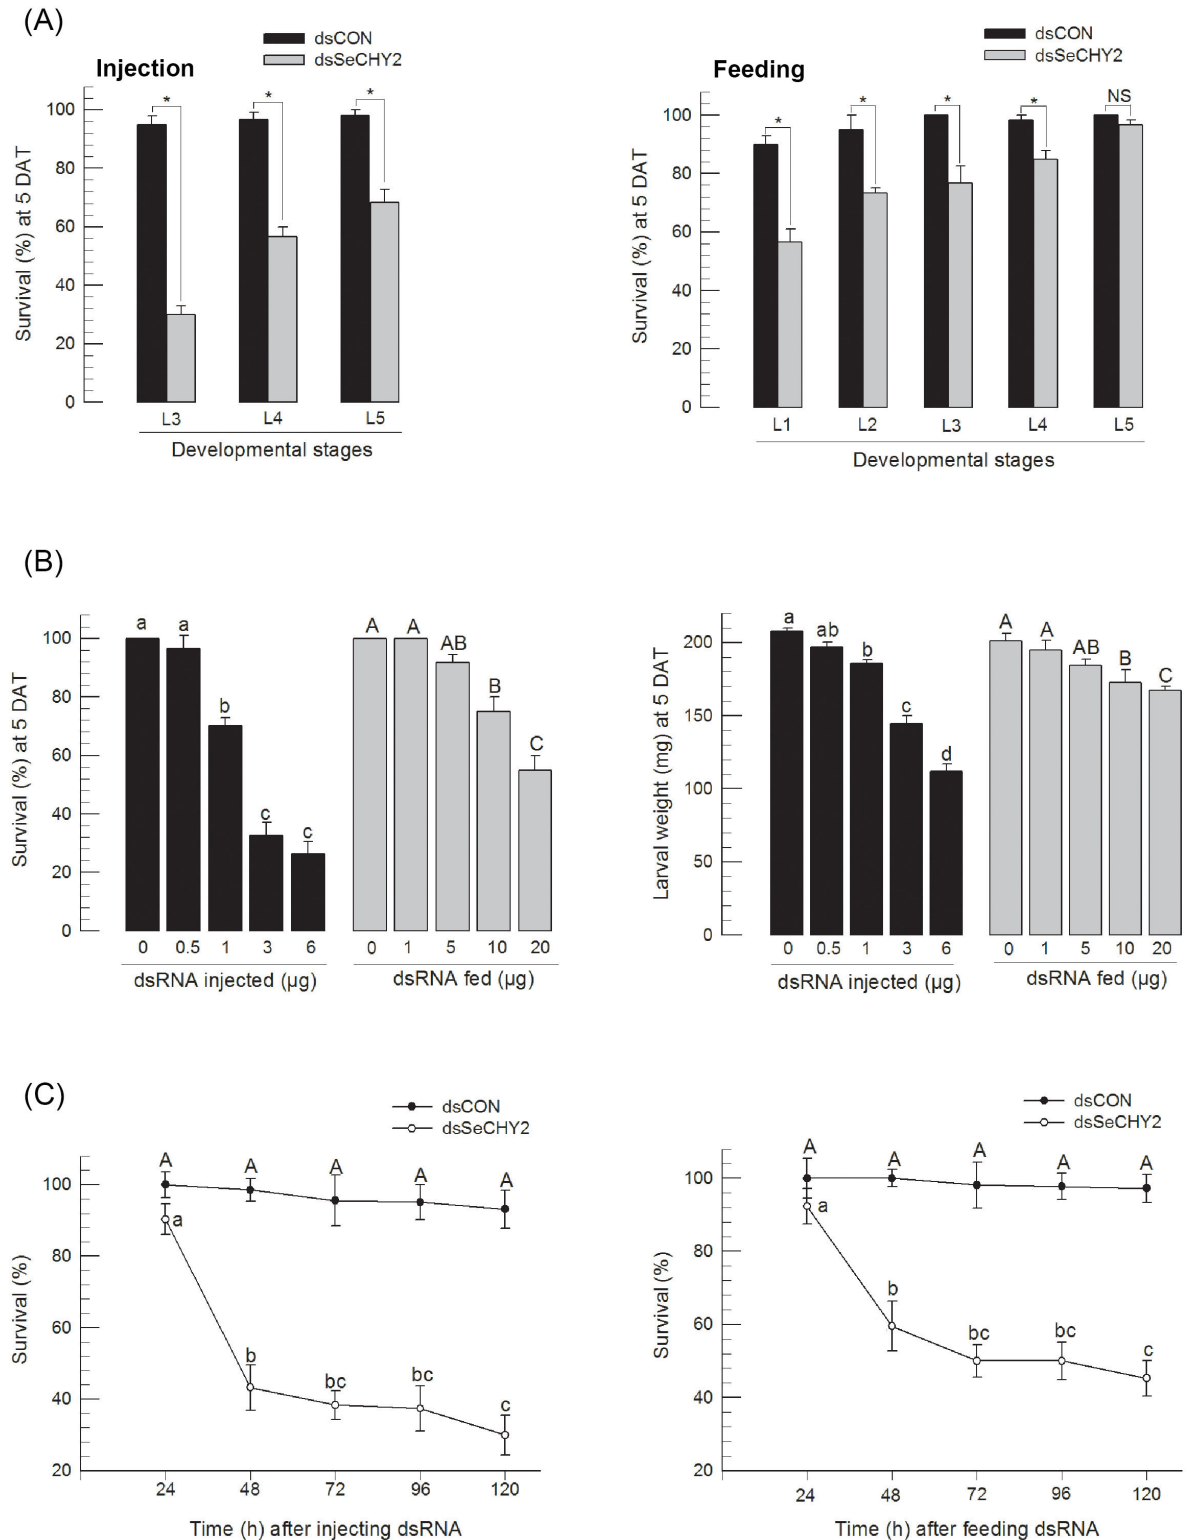 (A)
dsCON
dsSeCHY2
Injection
Survival (%) at 5 DAT
100
80
60
40
20
0
*
*
*
L3 L4 L5
Developmental stages
dsCON
dsSeCHY2
Feeding
Survival (%) at 5 DAT
100
80
60
40
20
0
*
*
*
*
NS
L1 L2 L3 L4 L5
Developmental stages
(B)
Survival (%) at 5 DAT
100
80
60
40
20
0
a a b c c
A A AB B C
0 0.5 1 3 6
0 1 5 10 20
dsRNA injected (µg)
dsRNA fed (µg)
Larval weight (mg) at 5 DAT
200
150
100
50
0
a ab b c d
A A AB B C
0 0.5 1 3 6
0 1 5 10 20
dsRNA injected (µg)
dsRNA fed (µg)
(C)
dsCON
dsSeCHY2
Survival (%)
100
80
60
40
20
A A A A A
a b bc bc c
24 48 72 96 120
Time (h) after injecting dsRNA
dsCON
dsSeCHY2
Survival (%)
100
80
60
40
20
A A A A A
a b bc bc c
24 48 72 96 120
Time (h) after feeding dsRNA